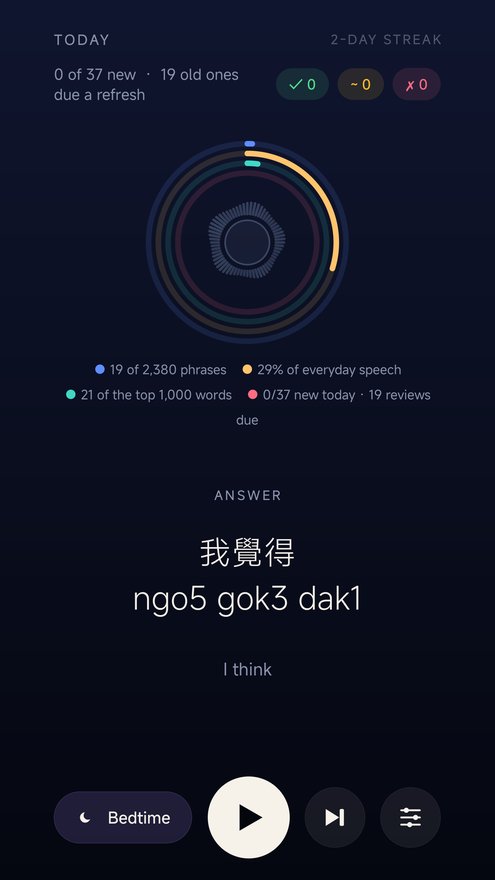 TODAY
2-DAY STREAK
0 of 37 new · 19 old ones
due a refresh
✓ 0
~ 0
✗ 0
19 of 2,380 phrases
29% of everyday speech
21 of the top 1,000 words
0/37 new today · 19 reviews
due
ANSWER
我覺得
ngo5 gok3 dak1
I think
Bedtime